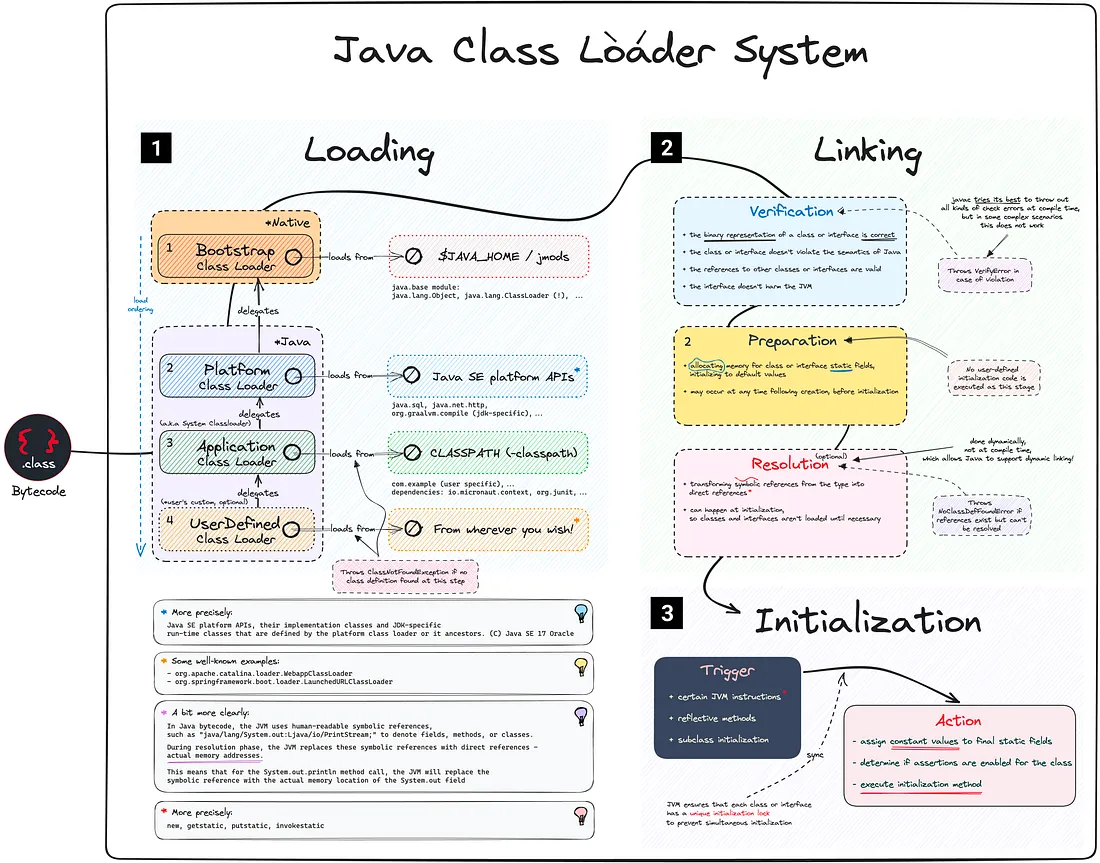 Java Class Lòáder System
1
Loading
*Native
1
Bootstrap
Class Loader
loads from
$JAVA_HOME / jmods
java.base module:
java.lang.Object, java.lang.ClassLoader (!), ...
load
ordering
delegates
*Java
2
Platform
Class Loader
loads from
Java SE platform APIs*
java.sql, java.net.http,
org.graalvm.compile (jdk-specific),...
delegates
(a.k.a System Classloader)
3
Application
Class Loader
loads from
CLASSPATH (-classpath)
com.example (user specific),...
dependencies: io.micronaut.context, org.junit,...
delegates
(*user's custom, optional)
4
UserDefined
Class Loader
loads from
From wherever you wish!*
Throws ClassNotFoundException if no
class definition found at this step
.class
Bytecode
* More precisely:
Java SE platform APIs, their implementation classes and JDK-specific
run-time classes that are defined by the platform class loader or it ancestors. (C) Java SE 17 Oracle
* Some well-known examples:
- org.apache.catalina.loader.WebappClassLoader
- org.springframework.boot.loader.LaunchedURLClassLoader
* A bit more clearly:
In Java bytecode, the JVM uses human-readable symbolic references,
such as "java/lang/System.out:Ljava/io/PrintStream;" to denote fields, methods, or classes.
During resolution phase, the JVM replaces these symbolic references with direct references -
actual memory addresses.
This means that for the System.out.println method call, the JVM will replace the
symbolic reference with the actual memory location of the System.out field
* More precisely:
new, getstatic, putstatic, invokestatic
2
Linking
Verification
+ the binary representation of a class or interface is correct
+ the class or interface doesn't violate the semantics of Java
+ the references to other classes or interfaces are valid
+ the interface doesn't harm the JVM
javac tries its best to throw out
all kinds of check errors at compile time,
but in some complex scenarios
this does not work
Throws VerifyError in
case of violation
2
Preparation
+ allocating memory for class or interface static fields,
initializing to default values
+ may occur at any time following creation, before initialization
No user-defined
initialization code is
executed at this stage
(optional)
Resolution
+ transforming symbolic references from the type into
direct references*
+ can happen at initialization,
so classes and interfaces aren't loaded until necessary
done dynamically,
not at compile time,
which allows Java to support dynamic linking!
Throws
NoClassDefFoundError if
references exist but can't
be resolved
3
Initialization
Trigger
+ certain JVM instructions*
+ reflective methods
+ subclass initialization
sync
JVM ensures that each class or interface
has a unique initialization lock
to prevent simultaneous initialization
Action
- assign constant values to final static fields
- determine if assertions are enabled for the class
- execute initialization method